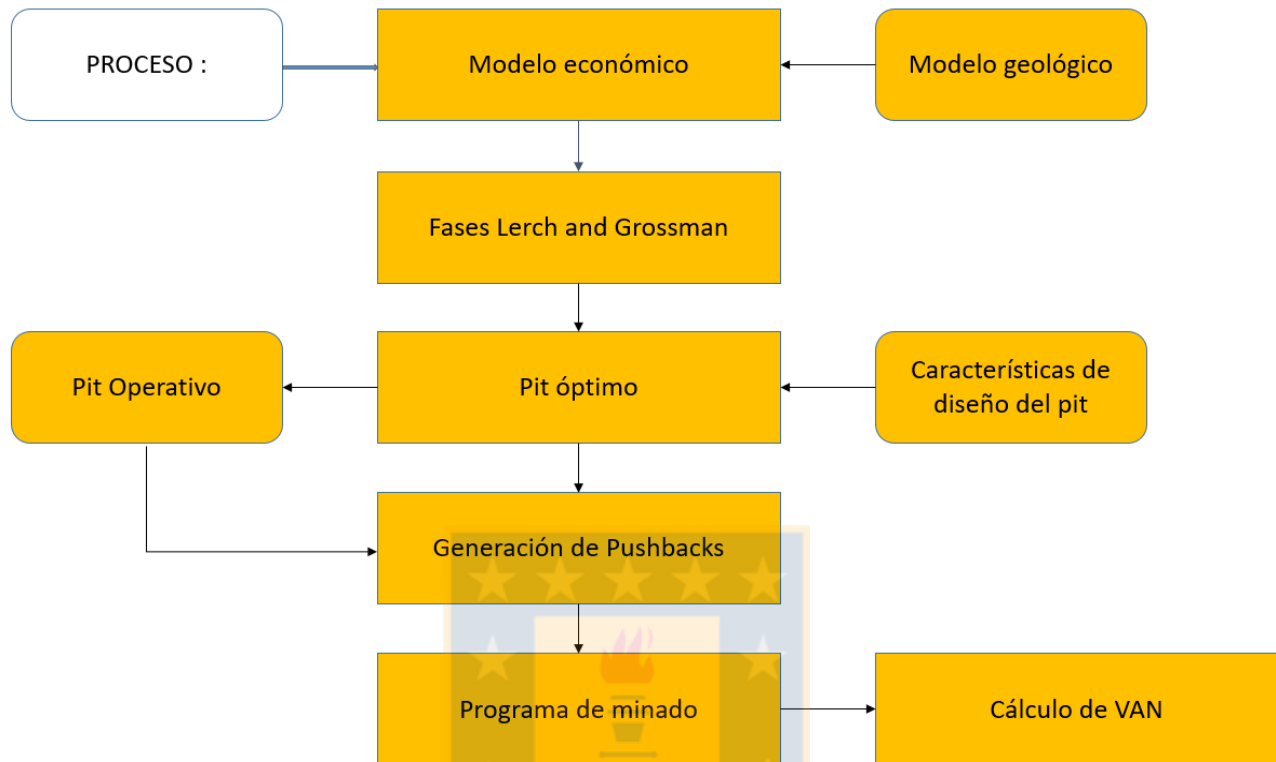 PROCESO :
Modelo económico
Modelo geológico
Fases Lerch and Grossman
Pit Operativo
Pit óptimo
Características de
diseño del pit
Generación de Pushbacks
Programa de minado
Cálculo de VAN